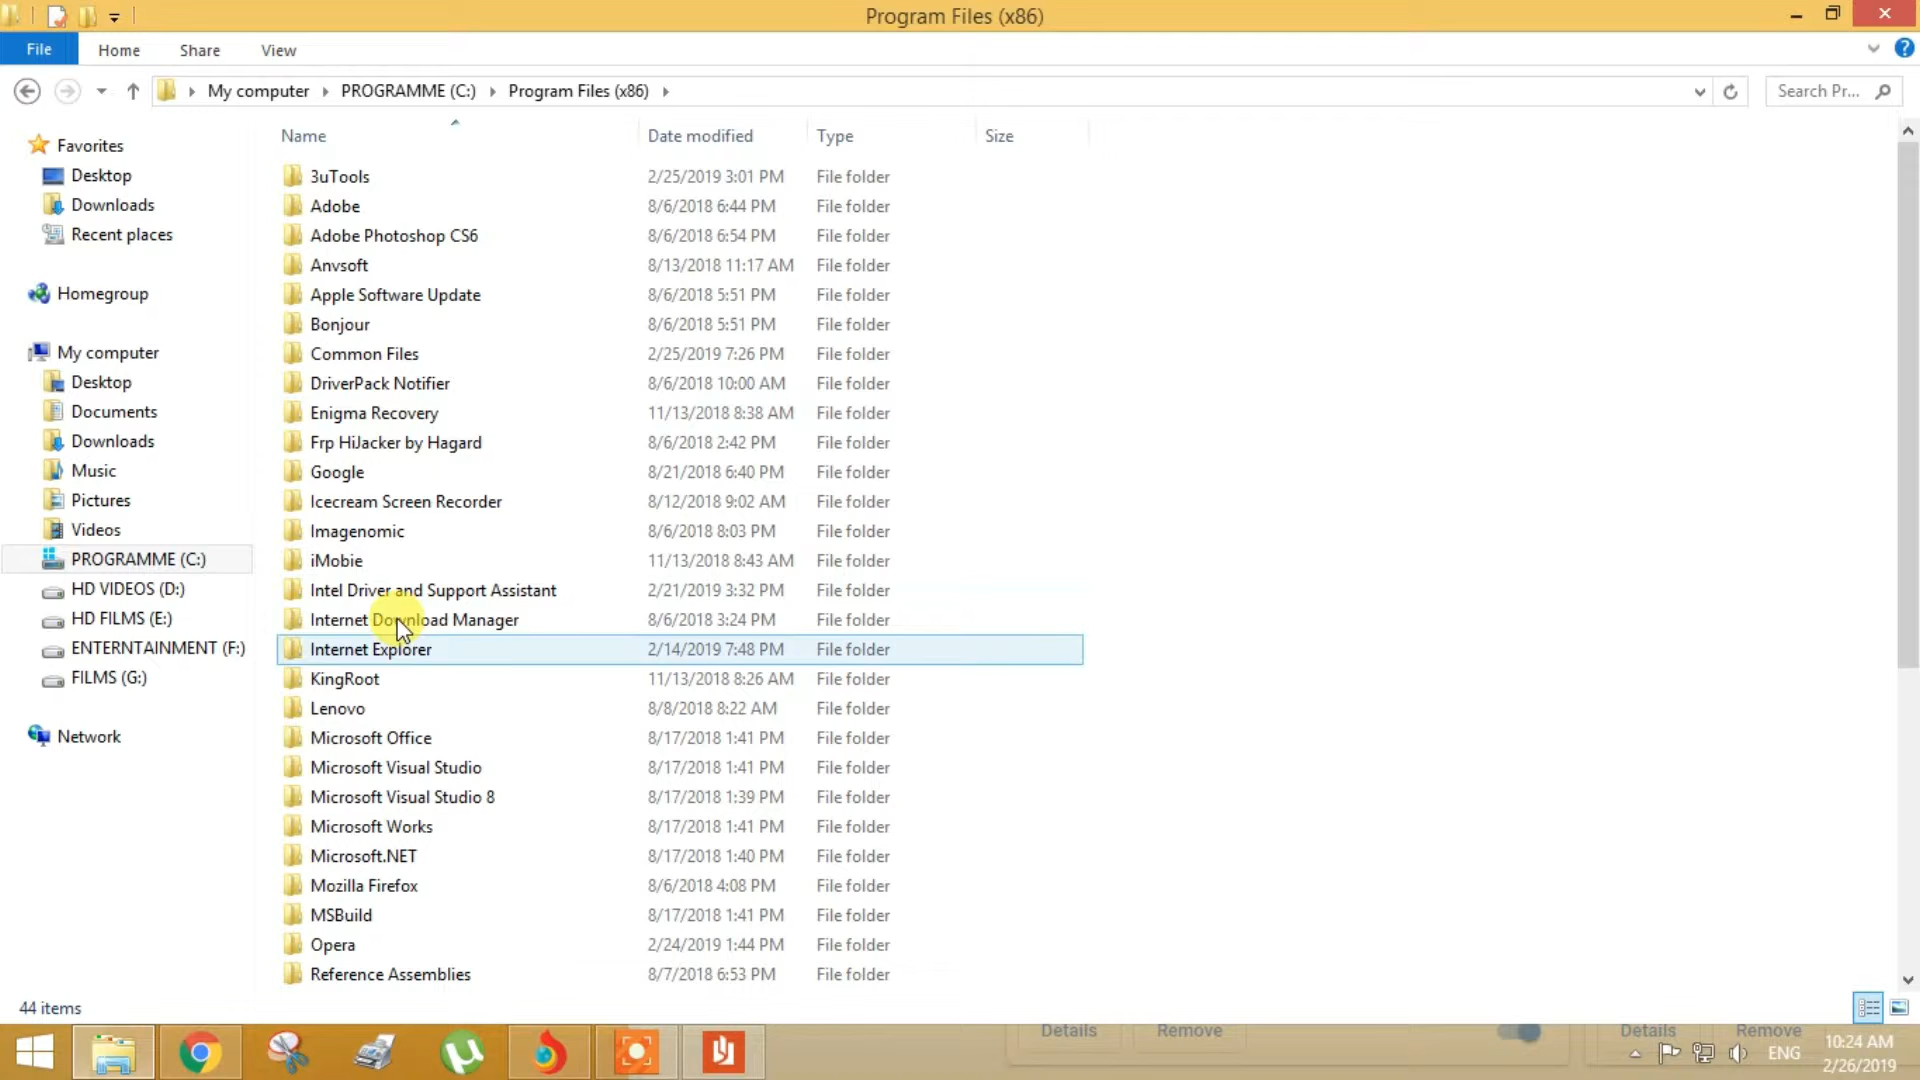 Program Files (x86)
File Home Share View
My computer PROGRAMME (C:) Program Files (x86) Search Pr...
Name Date modified Type Size
Favorites
Desktop
Downloads
Recent places
Homegroup
My computer
Desktop
Documents
Downloads
Music
Pictures
Videos
PROGRAMME (C:)
HD VIDEOS (D:)
HD FILMS (E:)
ENTERNTAINMENT (F:)
FILMS (G:)
Network
3uTools 2/25/2019 3:01 PM File folder
Adobe 8/6/2018 6:44 PM File folder
Adobe Photoshop CS6 8/6/2018 6:54 PM File folder
Anvsoft 8/13/2018 11:17 AM File folder
Apple Software Update 8/6/2018 5:51 PM File folder
Bonjour 8/6/2018 5:51 PM File folder
Common Files 2/25/2019 7:26 PM File folder
DriverPack Notifier 8/6/2018 10:00 AM File folder
Enigma Recovery 11/13/2018 8:38 AM File folder
Frp HiJacker by Hagard 8/6/2018 2:42 PM File folder
Google 8/21/2018 6:40 PM File folder
Icecream Screen Recorder 8/12/2018 9:02 AM File folder
Imagenomic 8/6/2018 8:03 PM File folder
iMobie 11/13/2018 8:43 AM File folder
Intel Driver and Support Assistant 2/21/2019 3:32 PM File folder
Internet Download Manager 8/6/2018 3:24 PM File folder
Internet Explorer 2/14/2019 7:48 PM File folder
KingRoot 11/13/2018 8:26 AM File folder
Lenovo 8/8/2018 8:22 AM File folder
Microsoft Office 8/17/2018 1:41 PM File folder
Microsoft Visual Studio 8/17/2018 1:41 PM File folder
Microsoft Visual Studio 8 8/17/2018 1:39 PM File folder
Microsoft Works 8/17/2018 1:41 PM File folder
Microsoft.NET 8/17/2018 1:40 PM File folder
Mozilla Firefox 8/6/2018 4:08 PM File folder
MSBuild 8/17/2018 1:41 PM File folder
Opera 2/24/2019 1:44 PM File folder
Reference Assemblies 8/7/2018 6:53 PM File folder
44 items
Details Remove Details Remove
ENG 10:24 AM
2/26/2019